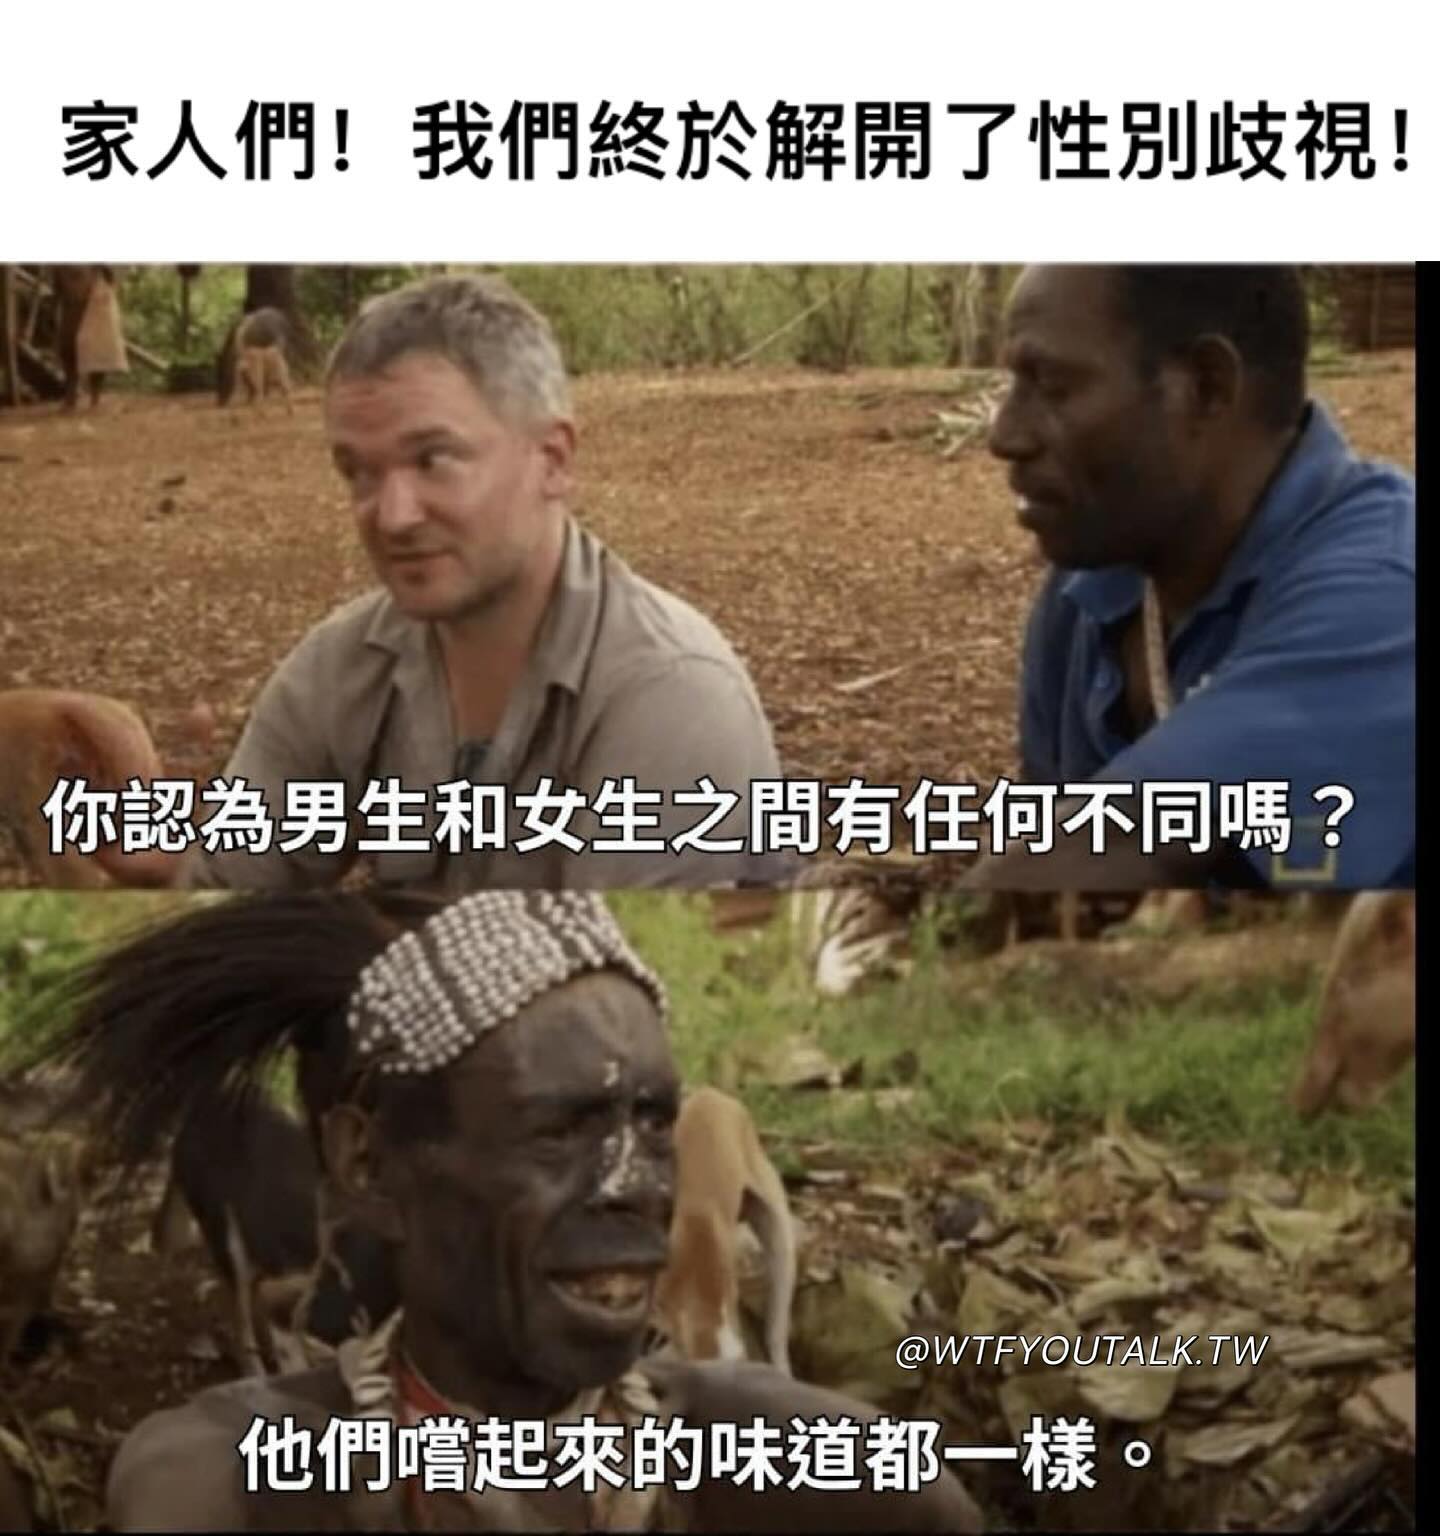 家人們！我們終於解開了性別歧視！
你認為男生和女生之間有任何不同嗎？
@WTFYOUTALK.TW
他們嚐起來的味道都一樣。